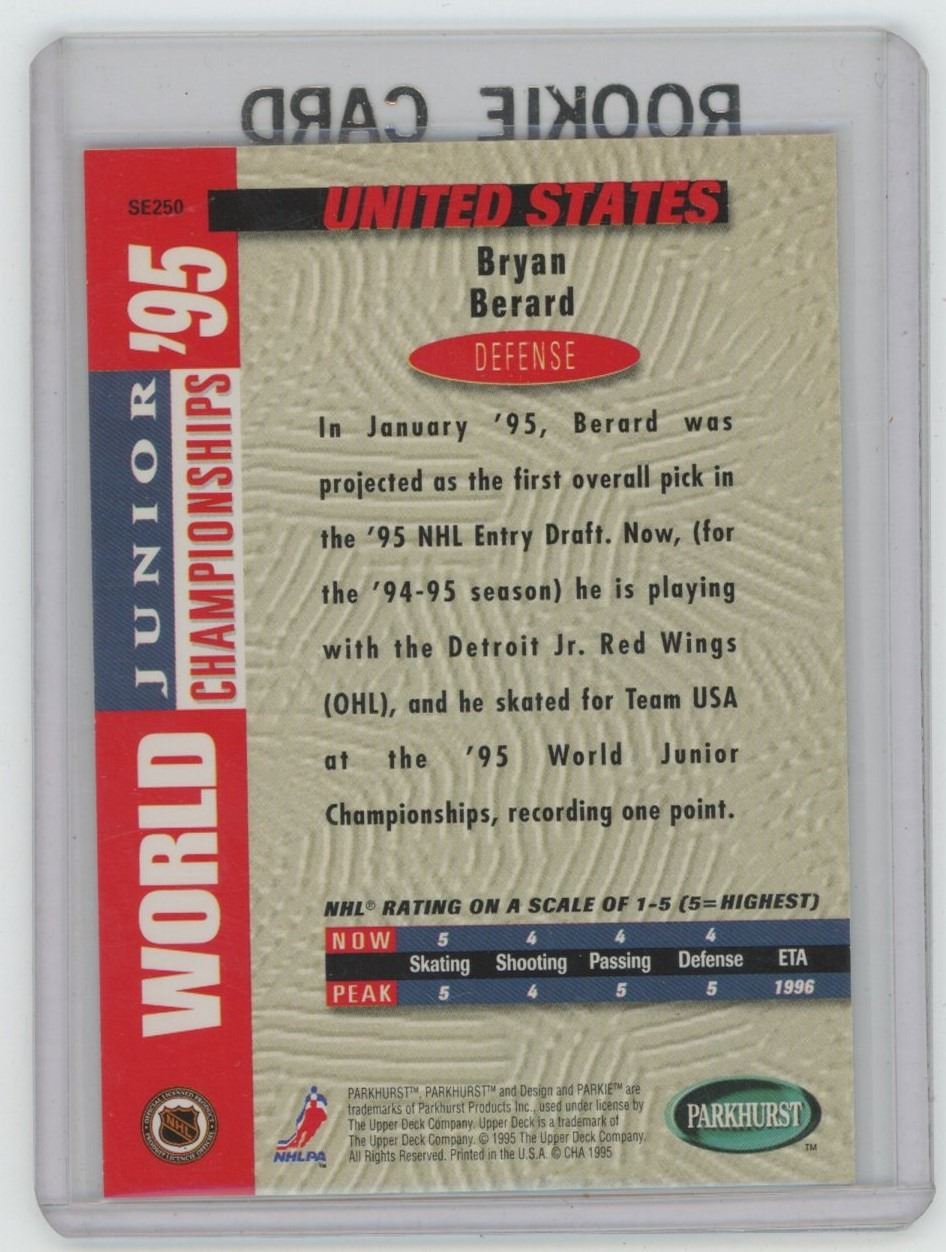 ROOKIE CARD
SE250
UNITED STATES
Bryan
Berard
DEFENSE
WORLD JUNIOR CHAMPIONSHIPS '95
In January '95, Berard was
projected as the first overall pick in
the '95 NHL Entry Draft. Now, (for
the '94-95 season) he is playing
with the Detroit Jr. Red Wings
(OHL), and he skated for Team USA
at the '95 World Junior
Championships, recording one point.
NHL® RATING ON A SCALE OF 1-5 (5=HIGHEST)
NOW 5 4 4 4
Skating Shooting Passing Defense ETA
PEAK 5 4 5 5 1996
NHL
NHLPA™
PARKHURST™, PARKHURST™ and Design and PARKIE™ are
trademarks of Parkhurst Products Inc., used under license by
The Upper Deck Company. Upper Deck is a trademark of
The Upper Deck Company. © 1995 The Upper Deck Company.
All Rights Reserved. Printed in the U.S.A. © CHA 1995
PARKHURST™